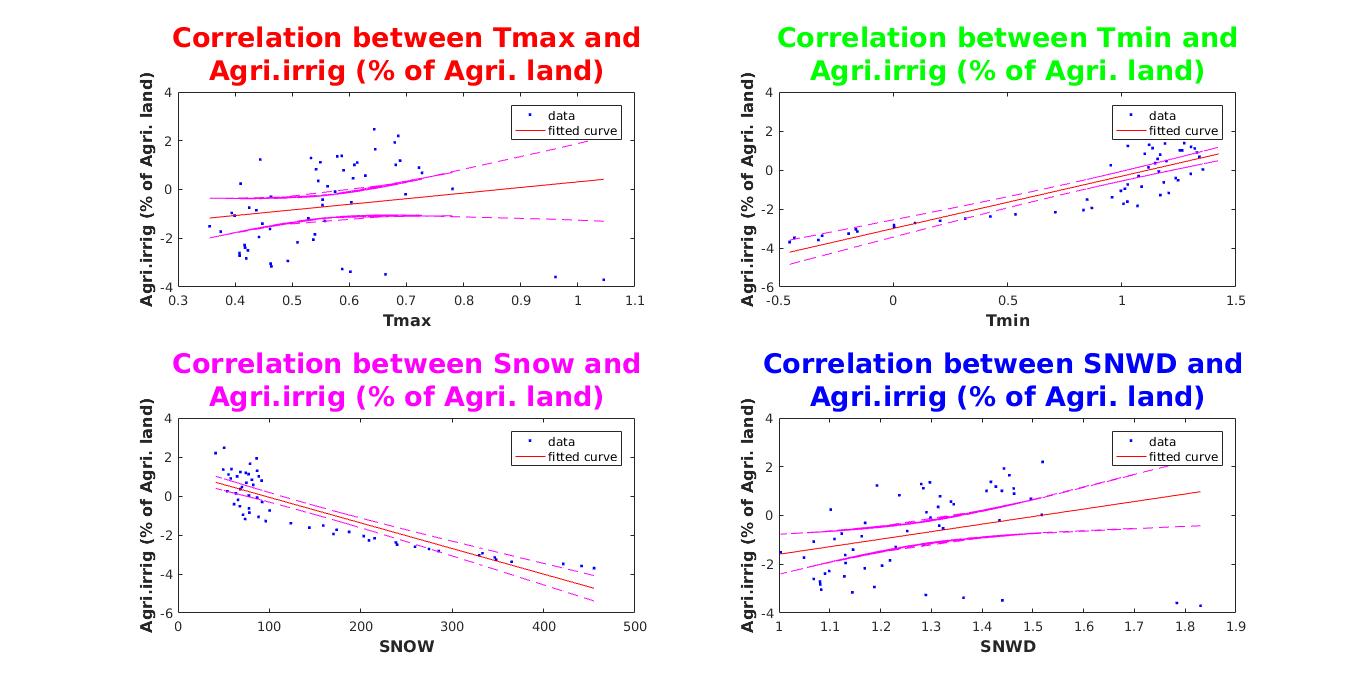 Correlation between Tmax and
Agri.irrig (% of Agri. land)
Agri.irrig (% of Agri. land)
4
2
0
-2
-4
data
fitted curve
0.3 0.4 0.5 0.6 0.7 0.8 0.9 1 1.1
Tmax
Correlation between Tmin and
Agri.irrig (% of Agri. land)
Agri.irrig (% of Agri. land)
4
2
0
-2
-4
-6
data
fitted curve
-0.5 0 0.5 1 1.5
Tmin
Correlation between Snow and
Agri.irrig (% of Agri. land)
Agri.irrig (% of Agri. land)
4
2
0
-2
-4
-6
data
fitted curve
0 100 200 300 400 500
SNOW
Correlation between SNWD and
Agri.irrig (% of Agri. land)
Agri.irrig (% of Agri. land)
4
2
0
-2
-4
data
fitted curve
1 1.1 1.2 1.3 1.4 1.5 1.6 1.7 1.8 1.9
SNWD